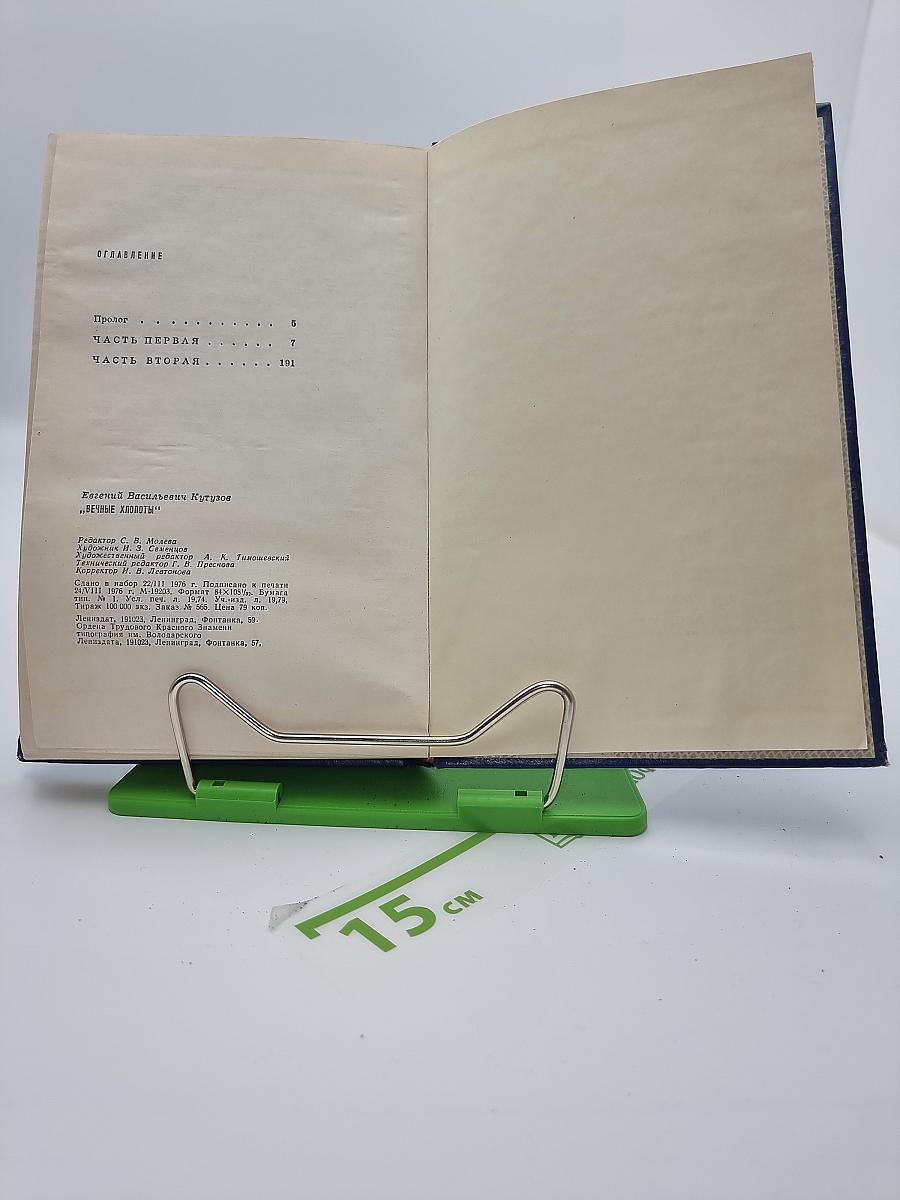 ОГЛАВЛЕНИЕ
Пролог . . . . . . . . . . . 5
ЧАСТЬ ПЕРВАЯ . . . . . . 7
ЧАСТЬ ВТОРАЯ . . . . . . 191
Евгений Васильевич Кутузов
„ВЕЧНЫЕ ХЛОПОТЫ“
Редактор С. В. Молева
Художник И. З. Семенцов
Художественный редактор А. К. Тимошевский
Технический редактор Г. В. Преснова
Корректор И. В. Левтонова
Сдано в набор 22/III 1976 г. Подписано к печати
24/VIII 1976 г. М-19203. Формат 84×108¹/₃₂. Бумага
тип. № 1. Усл. печ. л. 19,74. Уч.-изд. л. 19,79.
Тираж 100 000 экз. Заказ № 565. Цена 79 коп.
Лениздат, 191023, Ленинград, Фонтанка, 59.
Ордена Трудового Красного Знамени
типография им. Володарского
Лениздата, 191023, Ленинград, Фонтанка, 57.
15 см